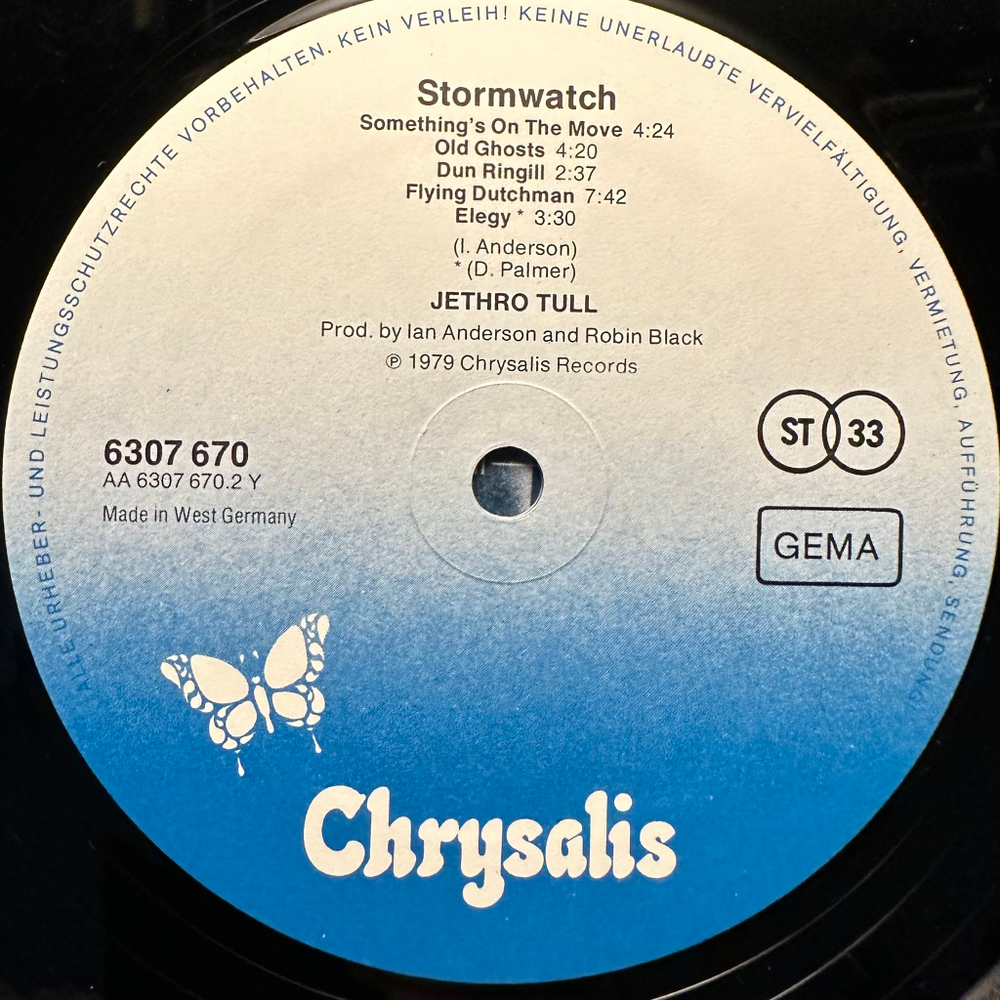 ALLE URHEBER- UND LEISTUNGSSCHUTZRECHTE VORBEHALTEN. KEIN VERLEIH! KEINE UNERLAUBTE VERVIELFÄLTIGUNG, VERMIETUNG, AUFFÜHRUNG, SENDUNG
Stormwatch
Something's On The Move 4:24
Old Ghosts 4:20
Dun Ringill 2:37
Flying Dutchman 7:42
Elegy * 3:30
(I. Anderson)
* (D. Palmer)
JETHRO TULL
Prod. by Ian Anderson and Robin Black
℗ 1979 Chrysalis Records
6307 670
AA 6307 670.2 Y
Made in West Germany
ST 33
GEMA
Chrysalis